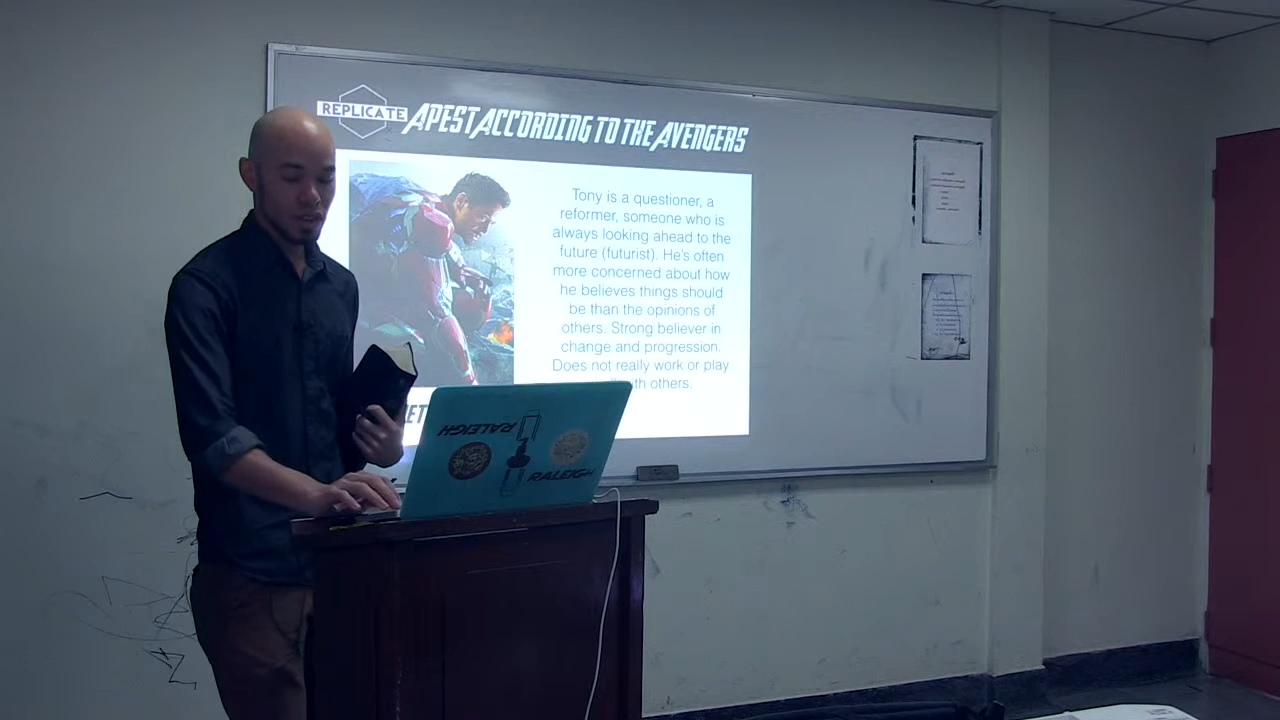 REPLICATE
APEST ACCORDING TO THE AVENGERS
Tony is a questioner, a
reformer, someone who is
always looking ahead to the
future (futurist). He's often
more concerned about how
he believes things should
be than the opinions of
others. Strong believer in
change and progression.
Does not really work or play
others.
RALEIGH
RALEIGH